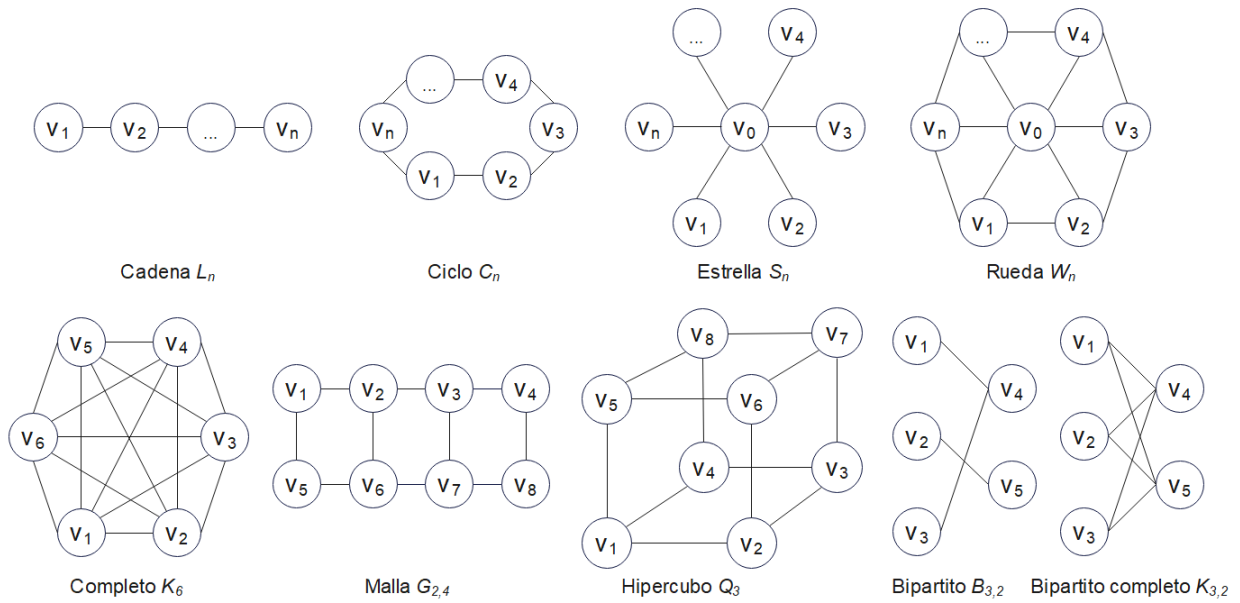 v1 v2 ... vn
Cadena Ln
... v4
vn v3
v1 v2
Ciclo Cn
... v4
vn v0 v3
v1 v2
Estrella Sn
... v4
vn v0 v3
v1 v2
Rueda Wn
v5 v4
v6 v3
v1 v2
Completo K6
v1 v2 v3 v4
v5 v6 v7 v8
Malla G2,4
v8 v7
v5 v6
v4 v3
v1 v2
Hipercubo Q3
v1
v4
v2
v5
v3
Bipartito B3,2
v1
v4
v2
v5
v3
Bipartito completo K3,2